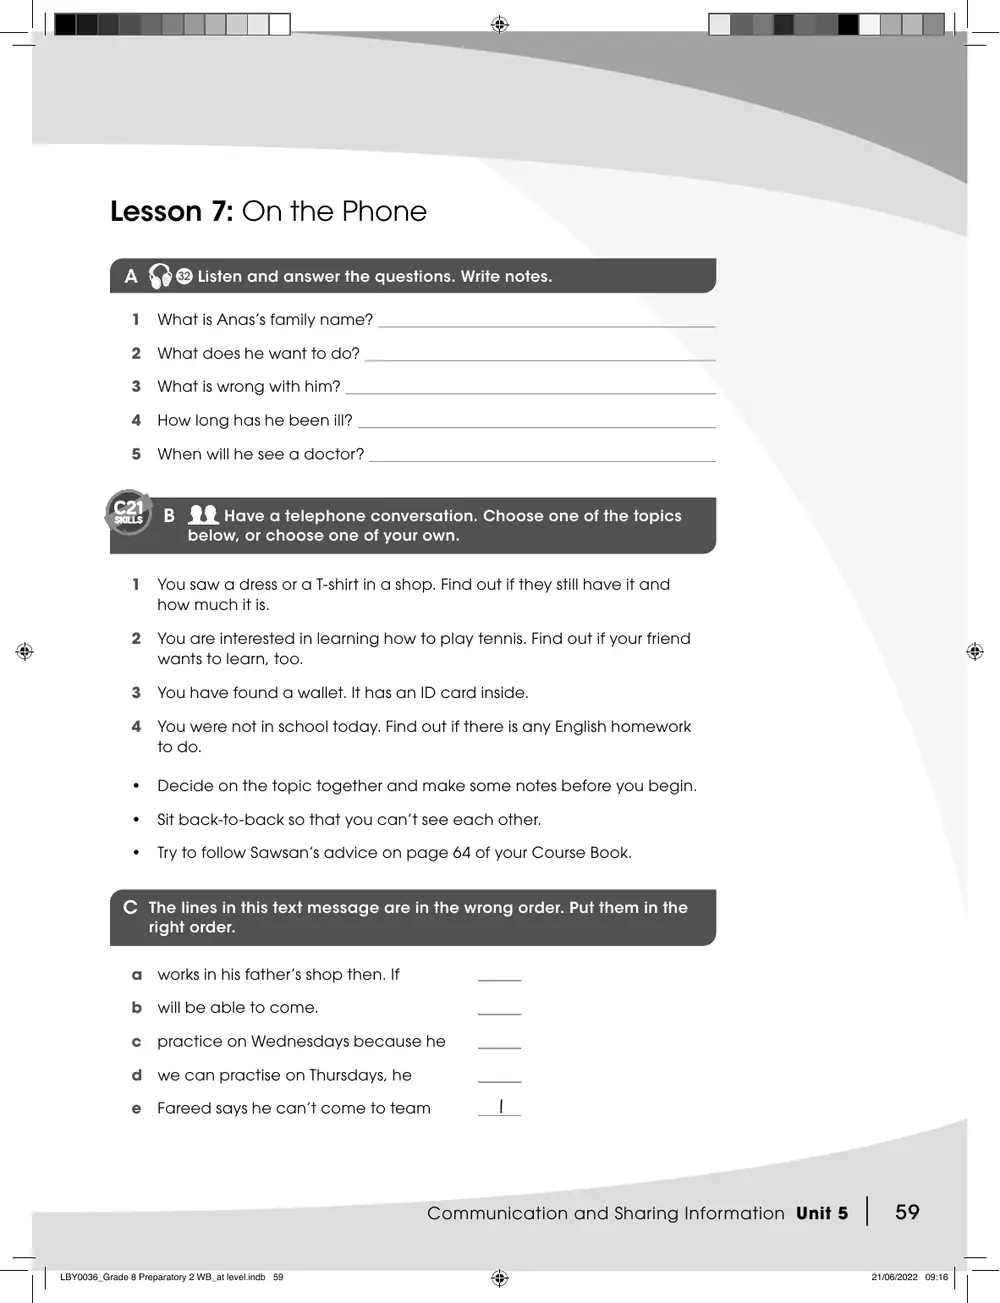 Lesson 7: On the Phone
A 32 Listen and answer the questions. Write notes.
1 What is Anas’s family name?
2 What does he want to do?
3 What is wrong with him?
4 How long has he been ill?
5 When will he see a doctor?
C21
SKILLS
B Have a telephone conversation. Choose one of the topics
below, or choose one of your own.
1 You saw a dress or a T-shirt in a shop. Find out if they still have it and
how much it is.
2 You are interested in learning how to play tennis. Find out if your friend
wants to learn, too.
3 You have found a wallet. It has an ID card inside.
4 You were not in school today. Find out if there is any English homework
to do.
• Decide on the topic together and make some notes before you begin.
• Sit back-to-back so that you can’t see each other.
• Try to follow Sawsan’s advice on page 64 of your Course Book.
C The lines in this text message are in the wrong order. Put them in the
right order.
a works in his father’s shop then. If
b will be able to come.
c practice on Wednesdays because he
d we can practise on Thursdays, he
e Fareed says he can’t come to team 1
Communication and Sharing Information Unit 5 59
LBY0036_Grade 8 Preparatory 2 WB_at level.indb 59
21/06/2022 09:16